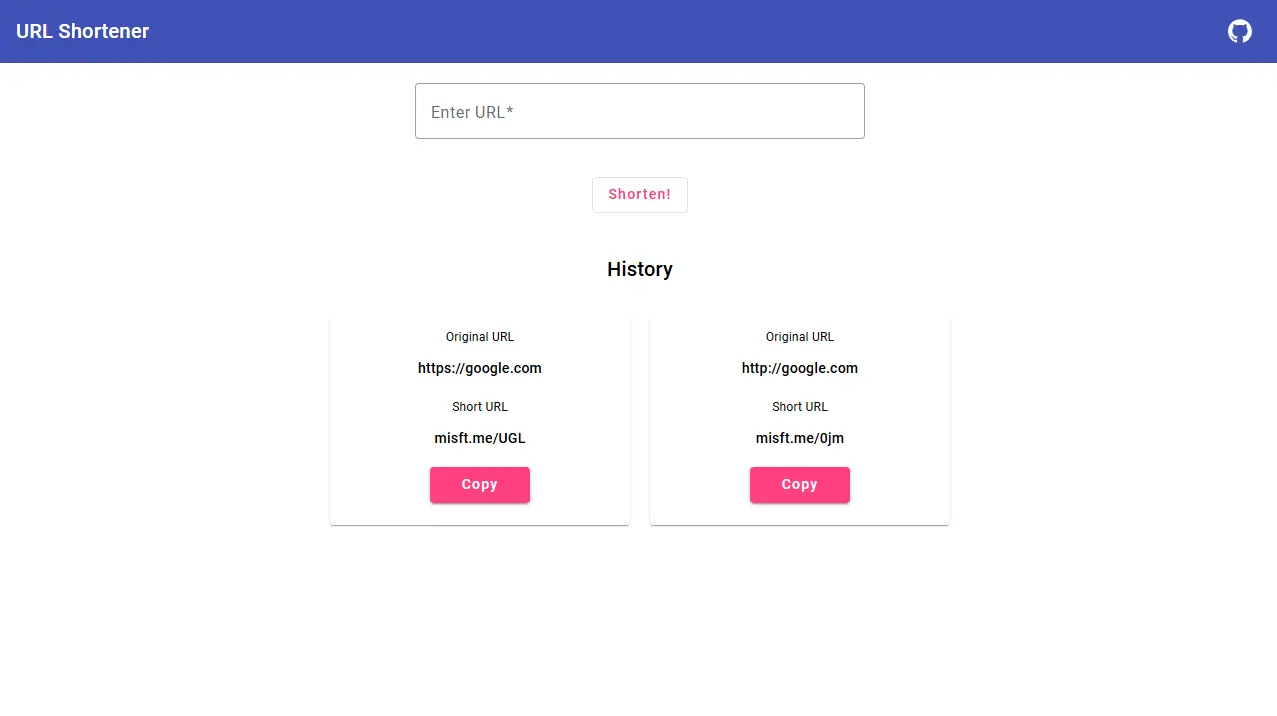 URL Shortener
Enter URL*
Shorten!
History
Original URL
https://google.com
Short URL
misft.me/UGL
Copy
Original URL
http://google.com
Short URL
misft.me/0jm
Copy